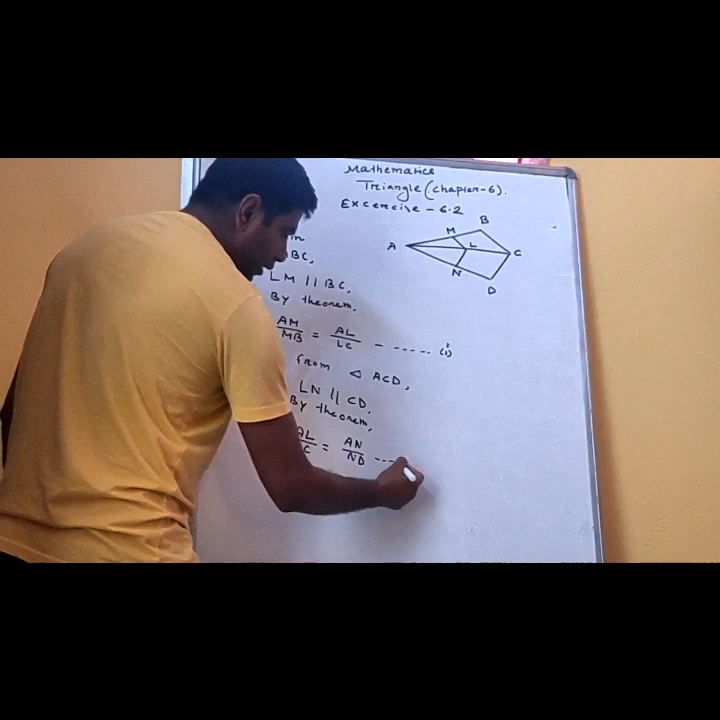 Mathematics
Triangle (chapter-6).
Excercise - 6.2
B
M
A
L
C
N
D
in
BC,
LM || BC,
By theorem,
AM/MB = AL/LC - ----- (i)
from △ ACD,
LN || CD,
By theorem,
AL/C = AN/ND ---